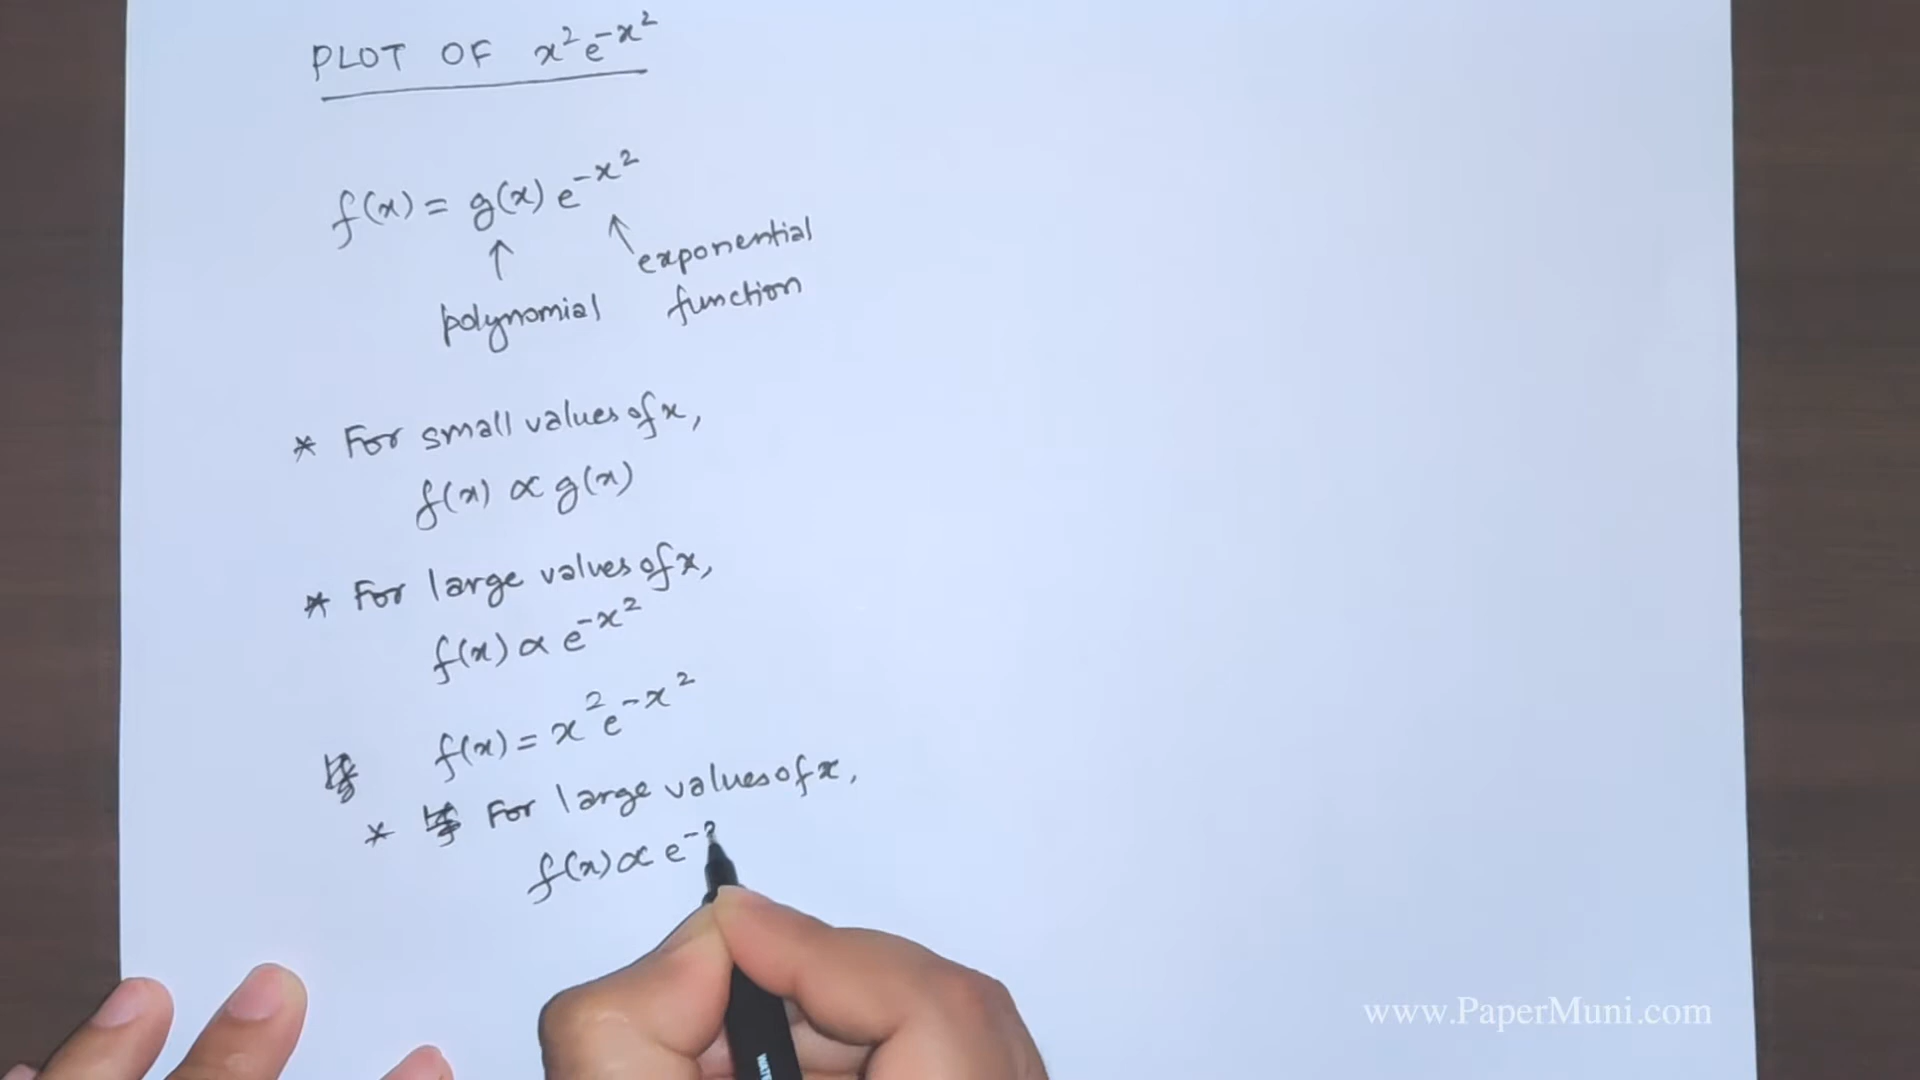 PLOT OF x²e⁻ˣ²
f(x) = g(x) e⁻ˣ²
↑ ↑
exponential
polynomial function
* For small values of x,
f(x) ∝ g(x)
* For large values of x,
f(x) ∝ e⁻ˣ²
f(x) = x²e⁻ˣ²
* For large values of x,
f(x) ∝ e⁻
www.PaperMuni.com